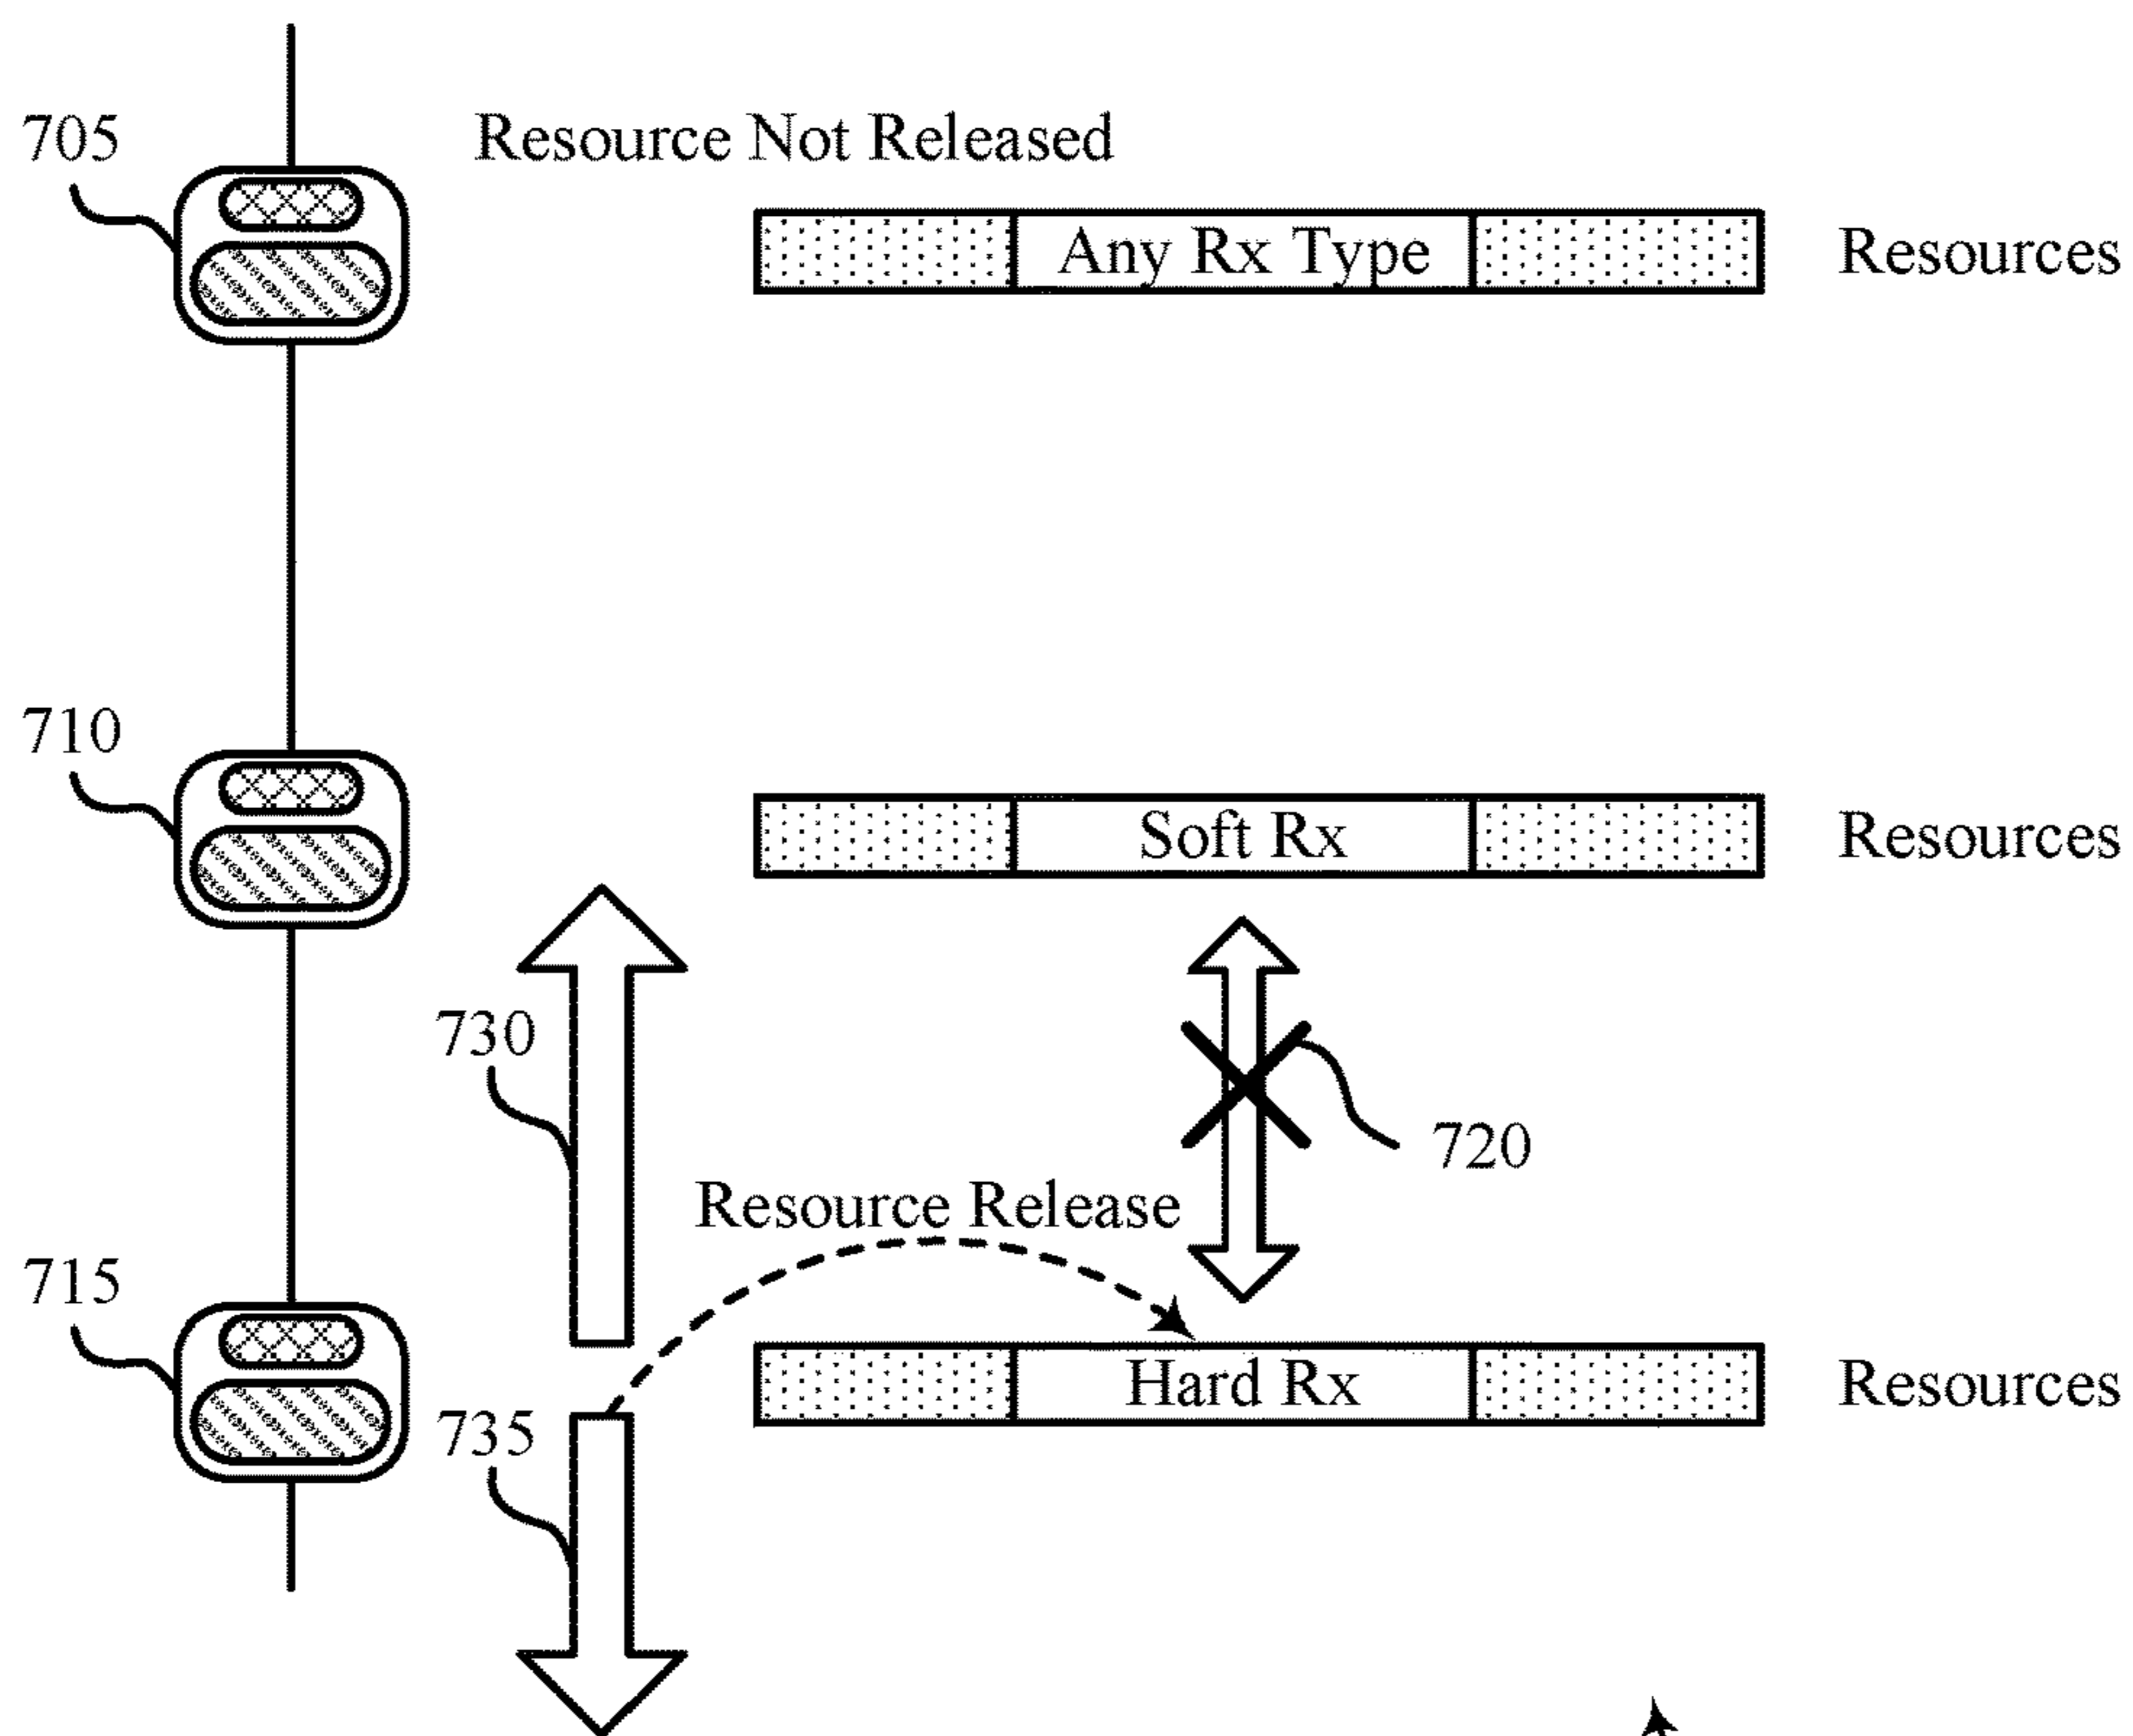 705
Resource Not Released
Any Rx Type
Resources
710
Soft Rx
Resources
730
720
Resource Release
715
Hard Rx
Resources
735